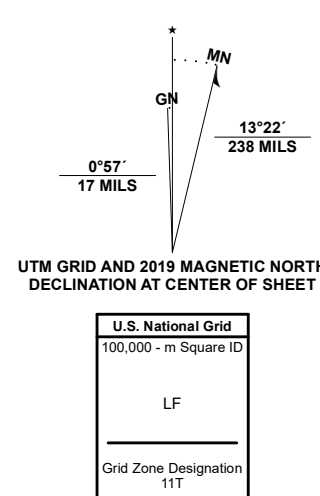 ★
MN
GN
13°22´
238 MILS
0°57´
17 MILS
UTM GRID AND 2019 MAGNETIC NORTH
DECLINATION AT CENTER OF SHEET
U.S. National Grid
100,000 - m Square ID
LF
Grid Zone Designation
11T